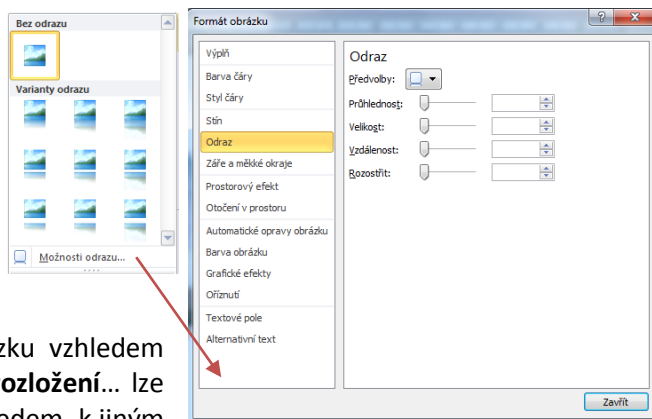 Bez odrazu
Varianty odrazu
Možnosti odrazu...
Formát obrázku
Výplň
Barva čáry
Styl čáry
Stín
Odraz
Záře a měkké okraje
Prostorový efekt
Otočení v prostoru
Automatické opravy obrázku
Barva obrázku
Grafické efekty
Oříznutí
Textové pole
Alternativní text
Odraz
Předvolby:
Průhlednost:
Velikost:
Vzdálenost:
Rozostřit:
Zavřít
vzhledem
… lze
k jiným